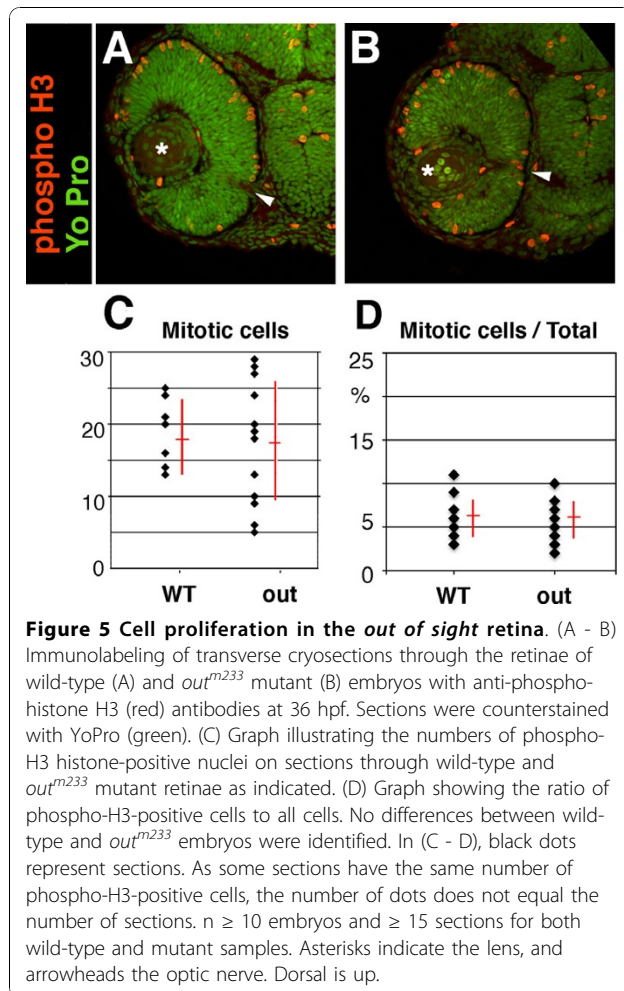 phospho H3
Yo Pro
A
*
B
*
C
Mitotic cells
30
20
10
0
WT
out
D
Mitotic cells / Total
25
%
15
5
0
WT
out
Figure 5 Cell proliferation in the out of sight retina. (A - B)
Immunolabeling of transverse cryosections through the retinae of
wild-type (A) and out^m233 mutant (B) embryos with anti-phospho-
histone H3 (red) antibodies at 36 hpf. Sections were counterstained
with YoPro (green). (C) Graph illustrating the numbers of phospho-
H3 histone-positive nuclei on sections through wild-type and
out^m233 mutant retinae as indicated. (D) Graph showing the ratio of
phospho-H3-positive cells to all cells. No differences between wild-
type and out^m233 embryos were identified. In (C - D), black dots
represent sections. As some sections have the same number of
phospho-H3-positive cells, the number of dots does not equal the
number of sections. n ≥ 10 embryos and ≥ 15 sections for both
wild-type and mutant samples. Asterisks indicate the lens, and
arrowheads the optic nerve. Dorsal is up.